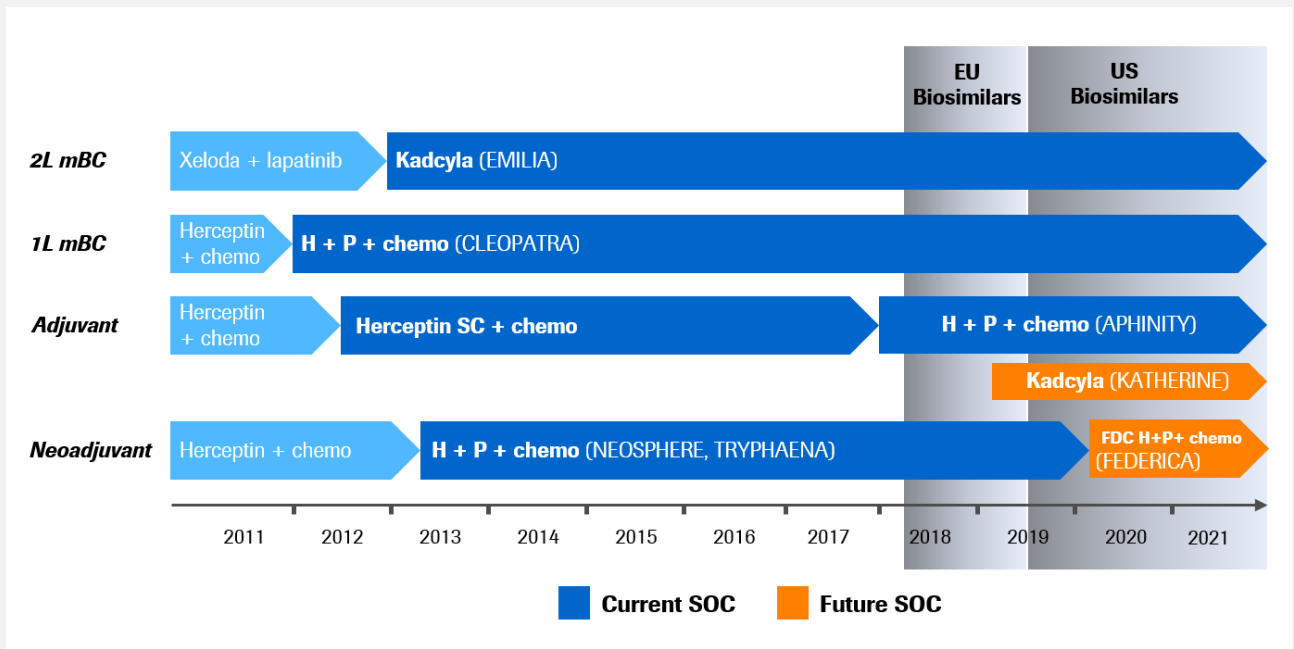 EU
Biosimilars
US
Biosimilars
2L mBC
Xeloda + lapatinib
Kadcyla (EMILIA)
1L mBC
Herceptin
+ chemo
H + P + chemo (CLEOPATRA)
Adjuvant
Herceptin
+ chemo
Herceptin SC + chemo
H + P + chemo (APHINITY)
Kadcyla (KATHERINE)
Neoadjuvant
Herceptin + chemo
H + P + chemo (NEOSPHERE, TRYPHAENA)
FDC H+P+ chemo
(FEDERICA)
2011 2012 2013 2014 2015 2016 2017 2018 2019 2020 2021
Current SOC
Future SOC